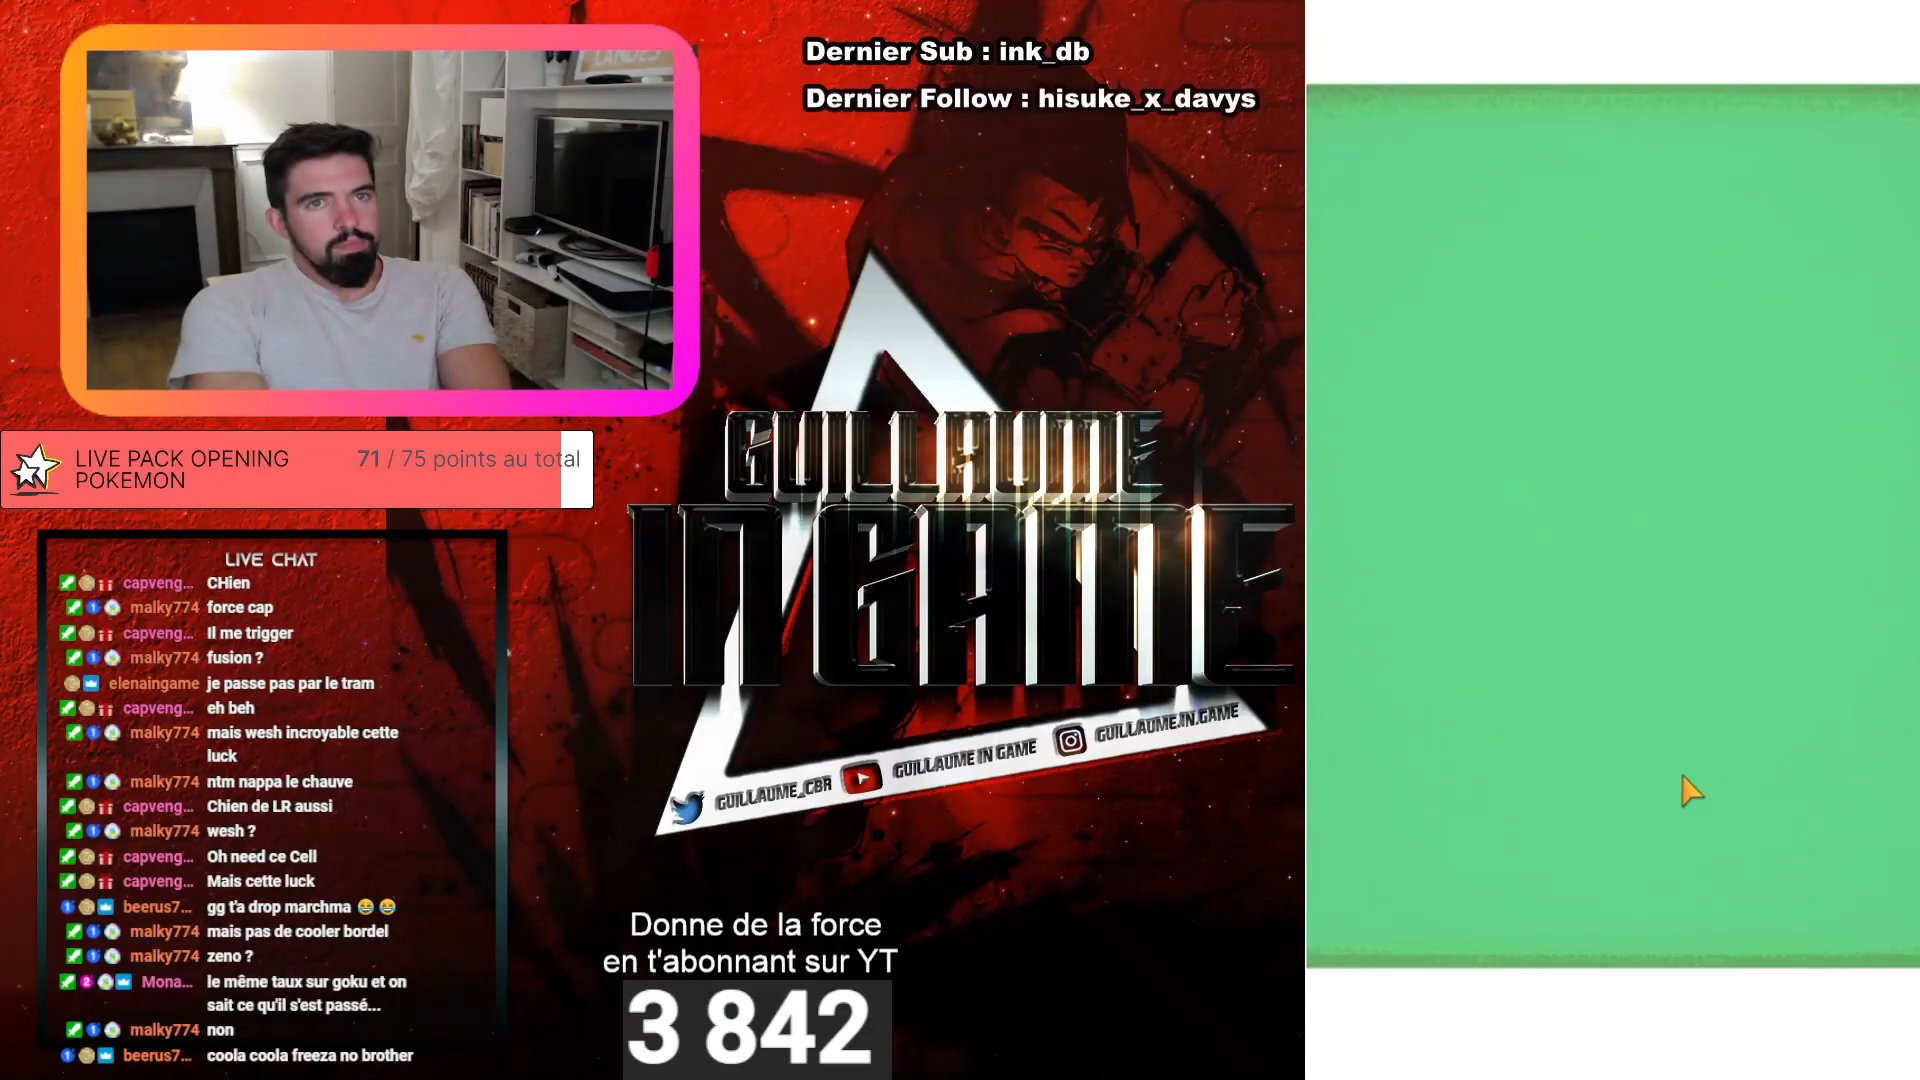 LANDES
Dernier Sub : ink_db
Dernier Follow : hisuke_x_davys
LIVE PACK OPENING
POKEMON
71 / 75 points au total
LIVE CHAT
capveng... CHien
malky774 force cap
capveng... Il me trigger
malky774 fusion ?
elenaingame je passe pas par le tram
capveng... eh beh
malky774 mais wesh incroyable cette
luck
malky774 ntm nappa le chauve
capveng... Chien de LR aussi
malky774 wesh ?
capveng... Oh need ce Cell
capveng... Mais cette luck
beerus7... gg t'a drop marchma 😂 😂
malky774 mais pas de cooler bordel
malky774 zeno ?
Mona... le même taux sur goku et on
sait ce qu'il s'est passé...
malky774 non
beerus7... coola coola freeza no brother
GUILLAUME
IN GAME
GUILLAUME_CBR
GUILLAUME IN GAME
GUILLAUME.IN.GAME
Donne de la force
en t'abonnant sur YT
3 842